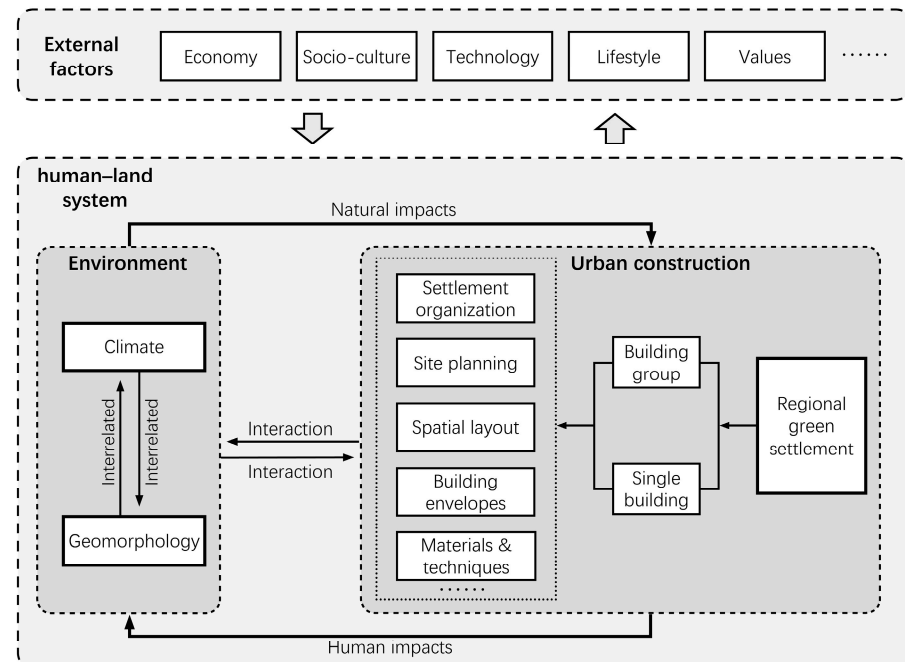 External
factors
Economy
Socio-culture
Technology
Lifestyle
Values
······
human–land
system
Natural impacts
Environment
Climate
Interrelated
Interrelated
Geomorphology
Interaction
Interaction
Urban construction
Settlement
organization
Site planning
Spatial layout
Building
envelopes
Materials &
techniques
······
Building
group
Single
building
Regional
green
settlement
Human impacts